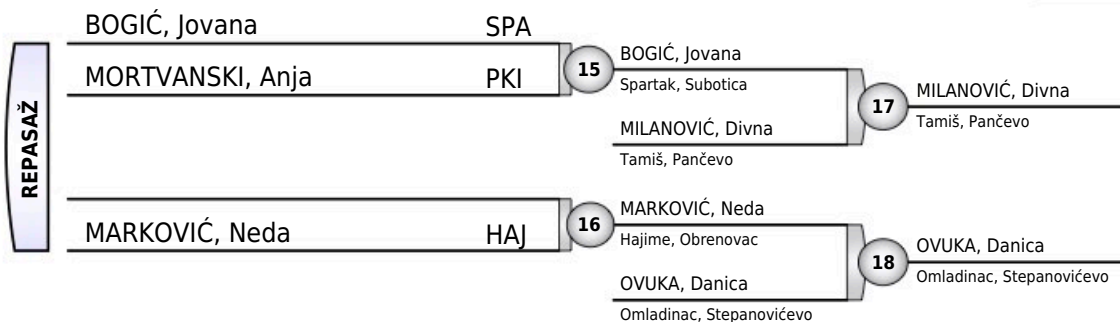 REPASAŽ
BOGIĆ, Jovana SPA
MORTVANSKI, Anja PKI
15
BOGIĆ, Jovana
Spartak, Subotica
MILANOVIĆ, Divna
Tamiš, Pančevo
17
MILANOVIĆ, Divna
Tamiš, Pančevo
MARKOVIĆ, Neda HAJ
16
MARKOVIĆ, Neda
Hajime, Obrenovac
OVUKA, Danica
Omladinac, Stepanovićevo
18
OVUKA, Danica
Omladinac, Stepanovićevo